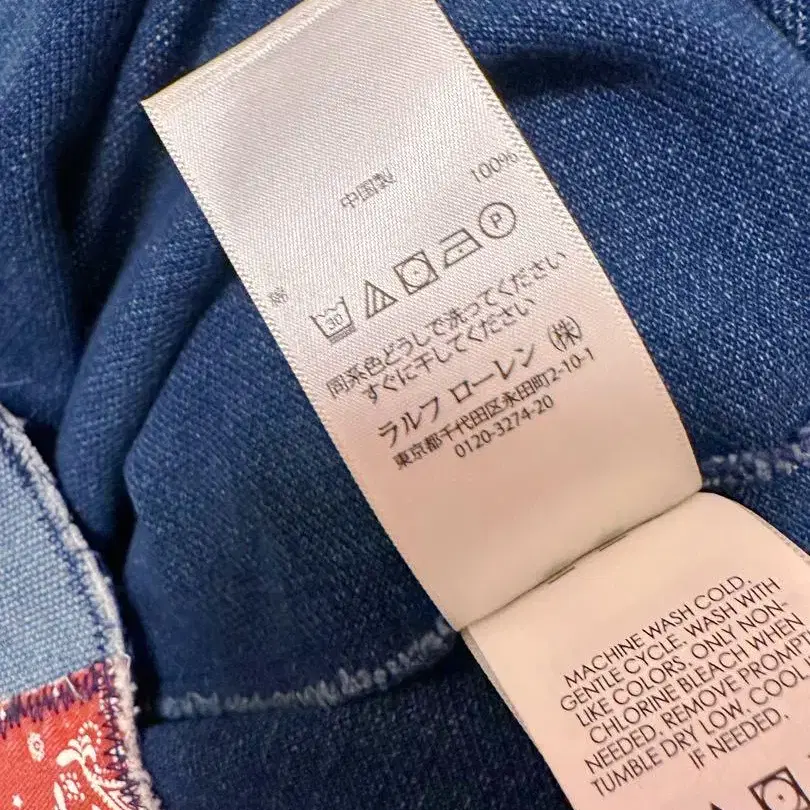 中国製
綿 100%
30 P
同系色どうしで洗ってください
すぐに干してください
ラルフ ローレン (株)
東京都千代田区永田町2-10-1
0120-3274-20
MACHINE WASH COLD,
GENTLE CYCLE. WASH WITH
LIKE COLORS. ONLY NON-
CHLORINE BLEACH WHEN
NEEDED. REMOVE PROMP
TUMBLE DRY LOW. COOL
IF NEEDED.